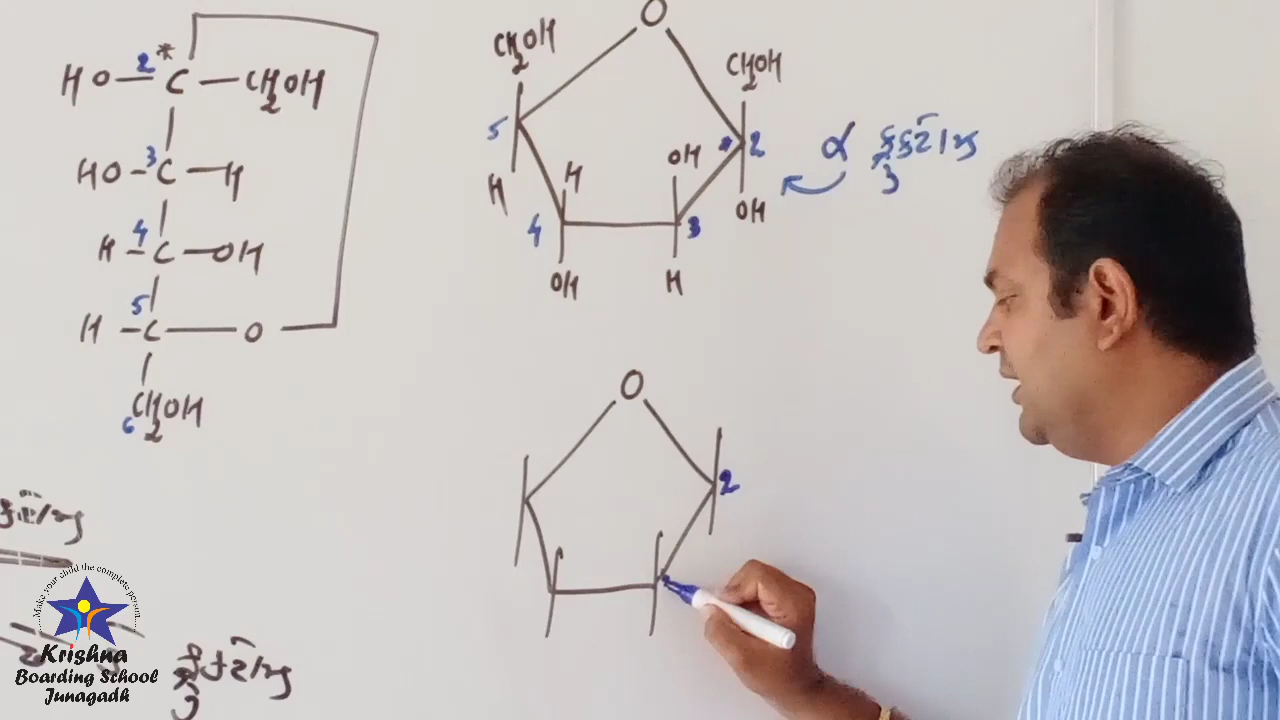 HO — 2 * C — CH2OH
HO - 3 C - H
H - 4 C - OH
H - 5 C — O
CH2OH
6
O
CH2OH
CH2OH
5
2
H
H
OH
OH
4
3
OH
H
α
O
2
Make your child the complete person.
Krishna
Boarding School
Junagadh